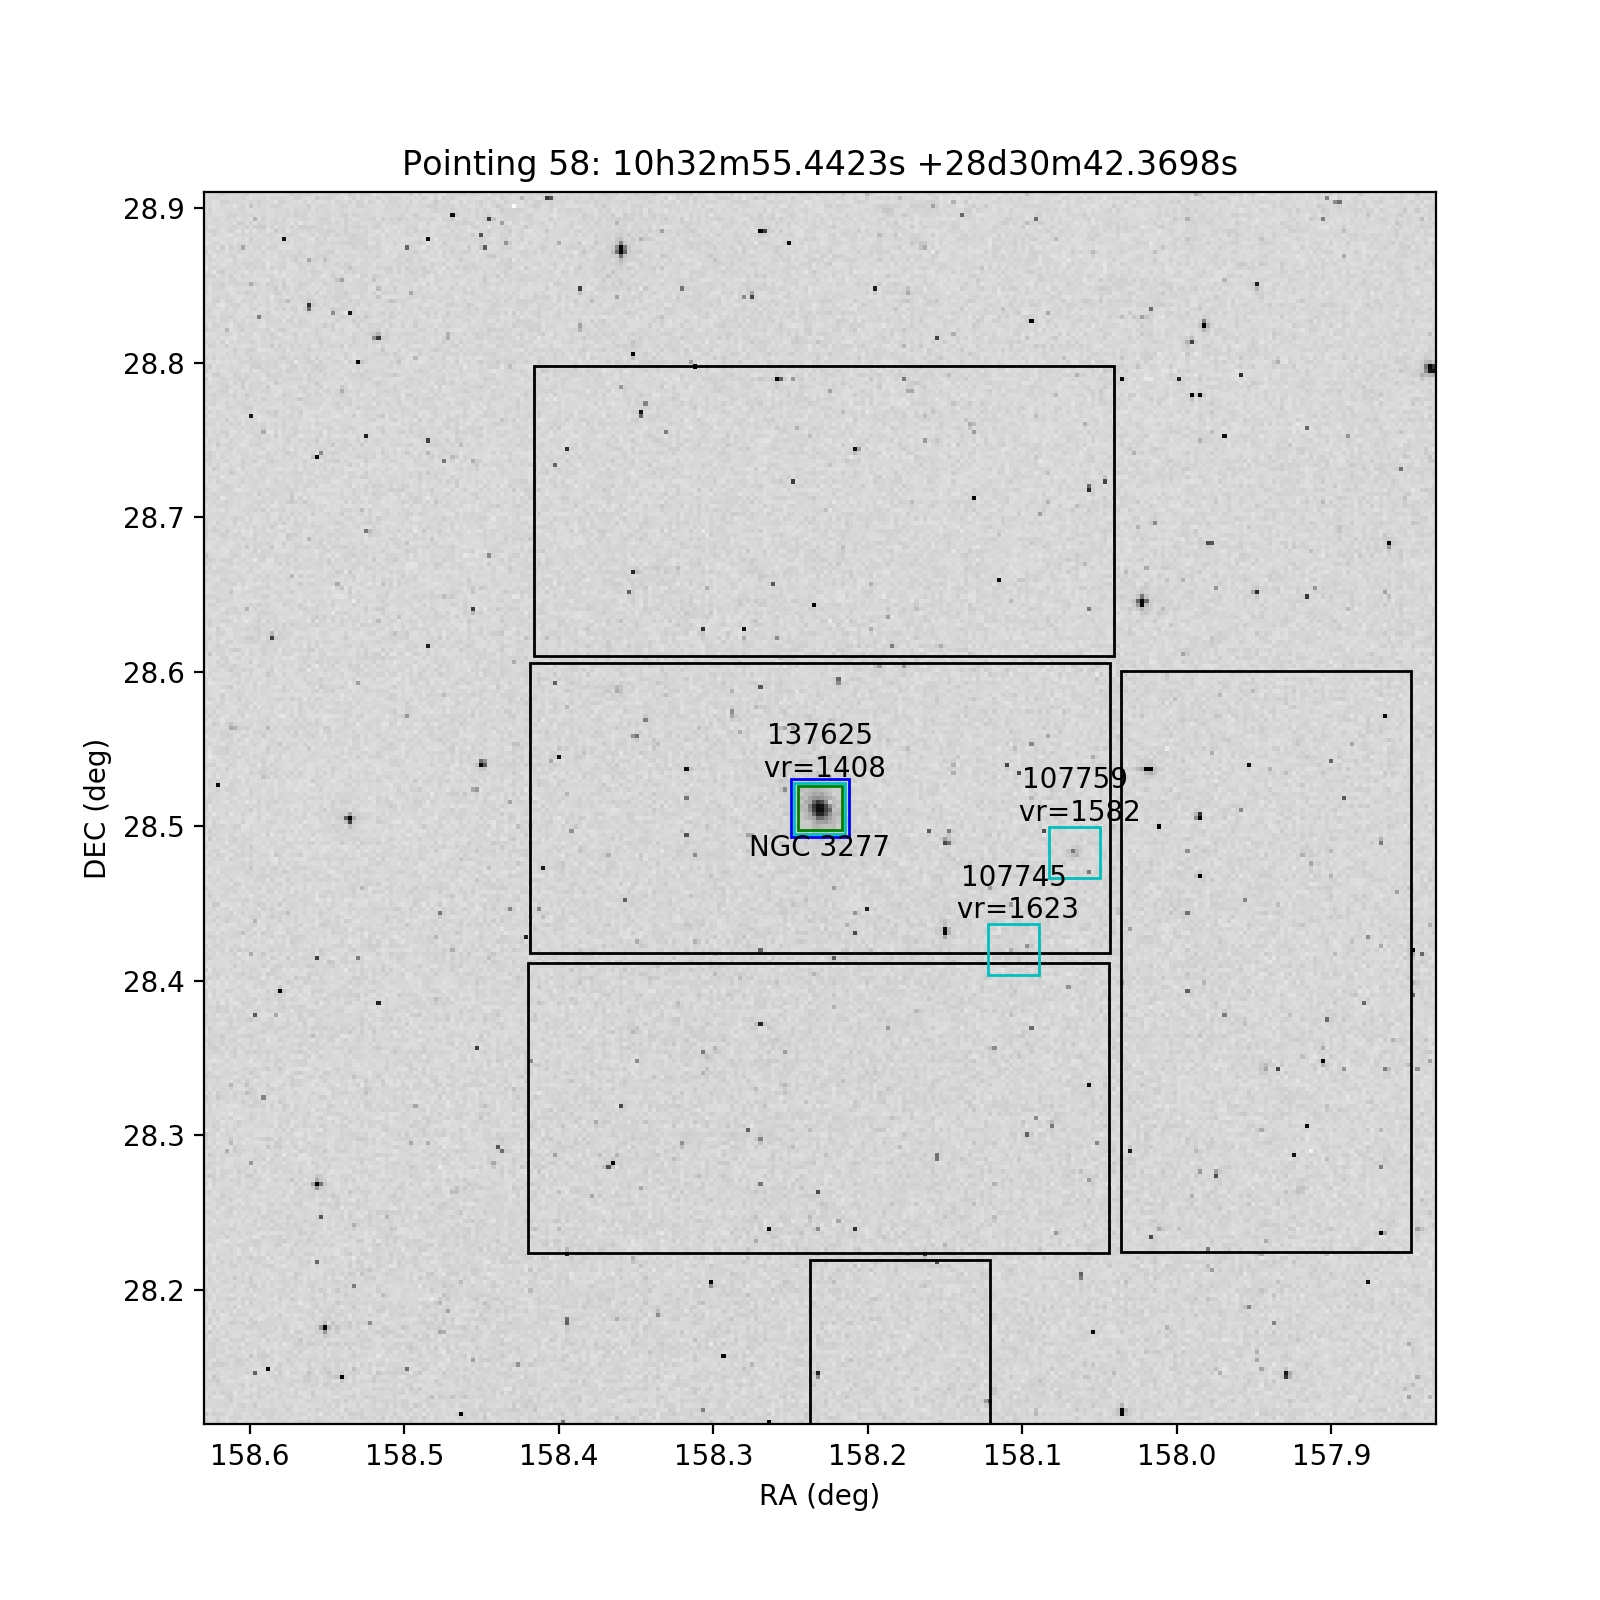 Pointing 58: 10h32m55.4423s +28d30m42.3698s
28.9
28.8
28.7
28.6
28.5
28.4
28.3
28.2
DEC (deg)
137625
vr=1408
NGC 3277
107759
vr=1582
107745
vr=1623
158.6 158.5 158.4 158.3 158.2 158.1 158.0 157.9
RA (deg)